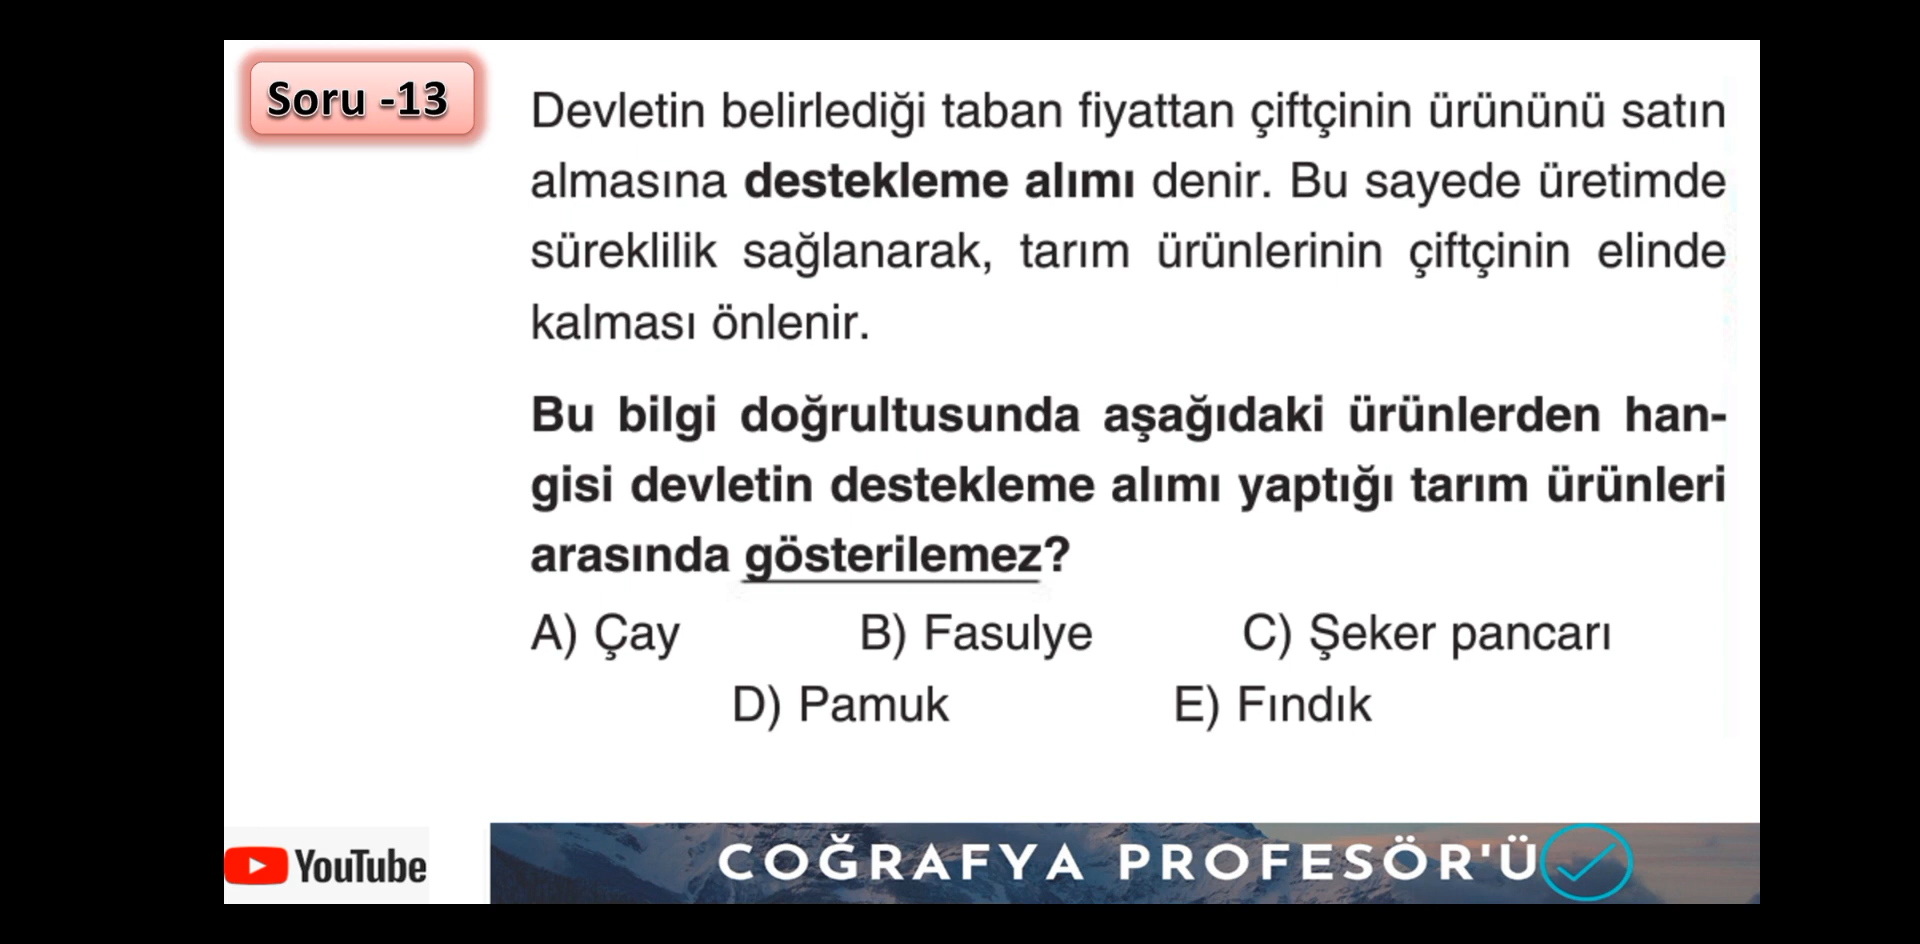 Soru -13
Devletin belirlediği taban fiyattan çiftçinin ürününü satın
almasına destekleme alımı denir. Bu sayede üretimde
süreklilik sağlanarak, tarım ürünlerinin çiftçinin elinde
kalması önlenir.
Bu bilgi doğrultusunda aşağıdaki ürünlerden han-
gisi devletin destekleme alımı yaptığı tarım ürünleri
arasında gösterilemez?
A) Çay B) Fasulye C) Şeker pancarı
D) Pamuk E) Fındık
YouTube COĞRAFYA PROFESÖR'Ü